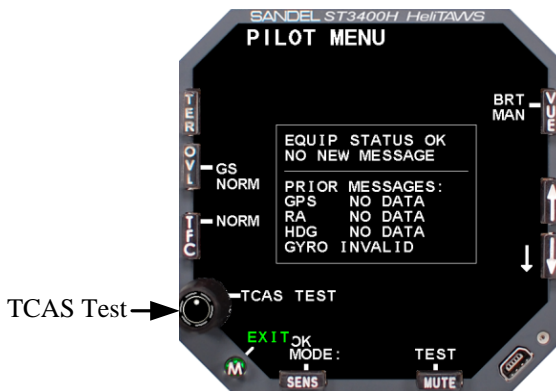 SANDEL ST3400H HeliTAWS
PILOT MENU
TER
BRT
MAN
VUE
EQUIP STATUS OK
NO NEW MESSAGE
OVL
GS
NORM
PRIOR MESSAGES:
GPS NO DATA
RA NO DATA
HDG NO DATA
GYRO INVALID
TFC
NORM
TCAS Test
TCAS TEST
EXIT
OK
MODE:
TEST
M
SENS
MUTE